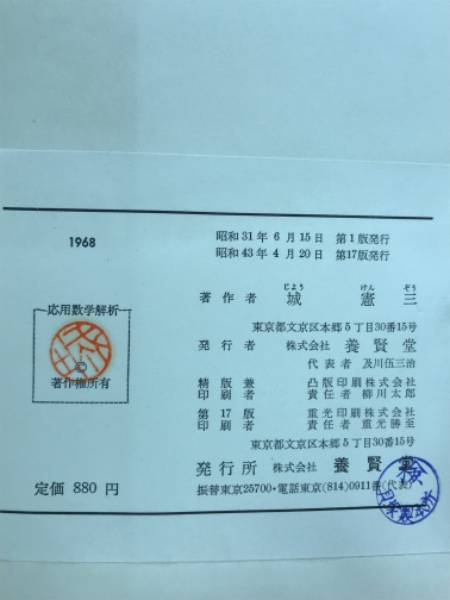 1968
昭和31年 6月15日 第1版発行
昭和43年 4月20日 第17版発行
じよう けん ぞう
著作者 城 憲三
応用数学解析
©
著作権所有
東京都文京区本郷5丁目30番15号
発行者 株式会社 養賢堂
代表者 及川伍三治
精版兼 凸版印刷株式会社
印刷者 責任者 柳川太郎
第17版 重光印刷株式会社
印刷者 責任者 重光勝至
東京都文京区本郷5丁目30番15号
発行所 株式会社 養賢堂
定価 880円
振替東京25700・電話東京(814)0911番(代表)